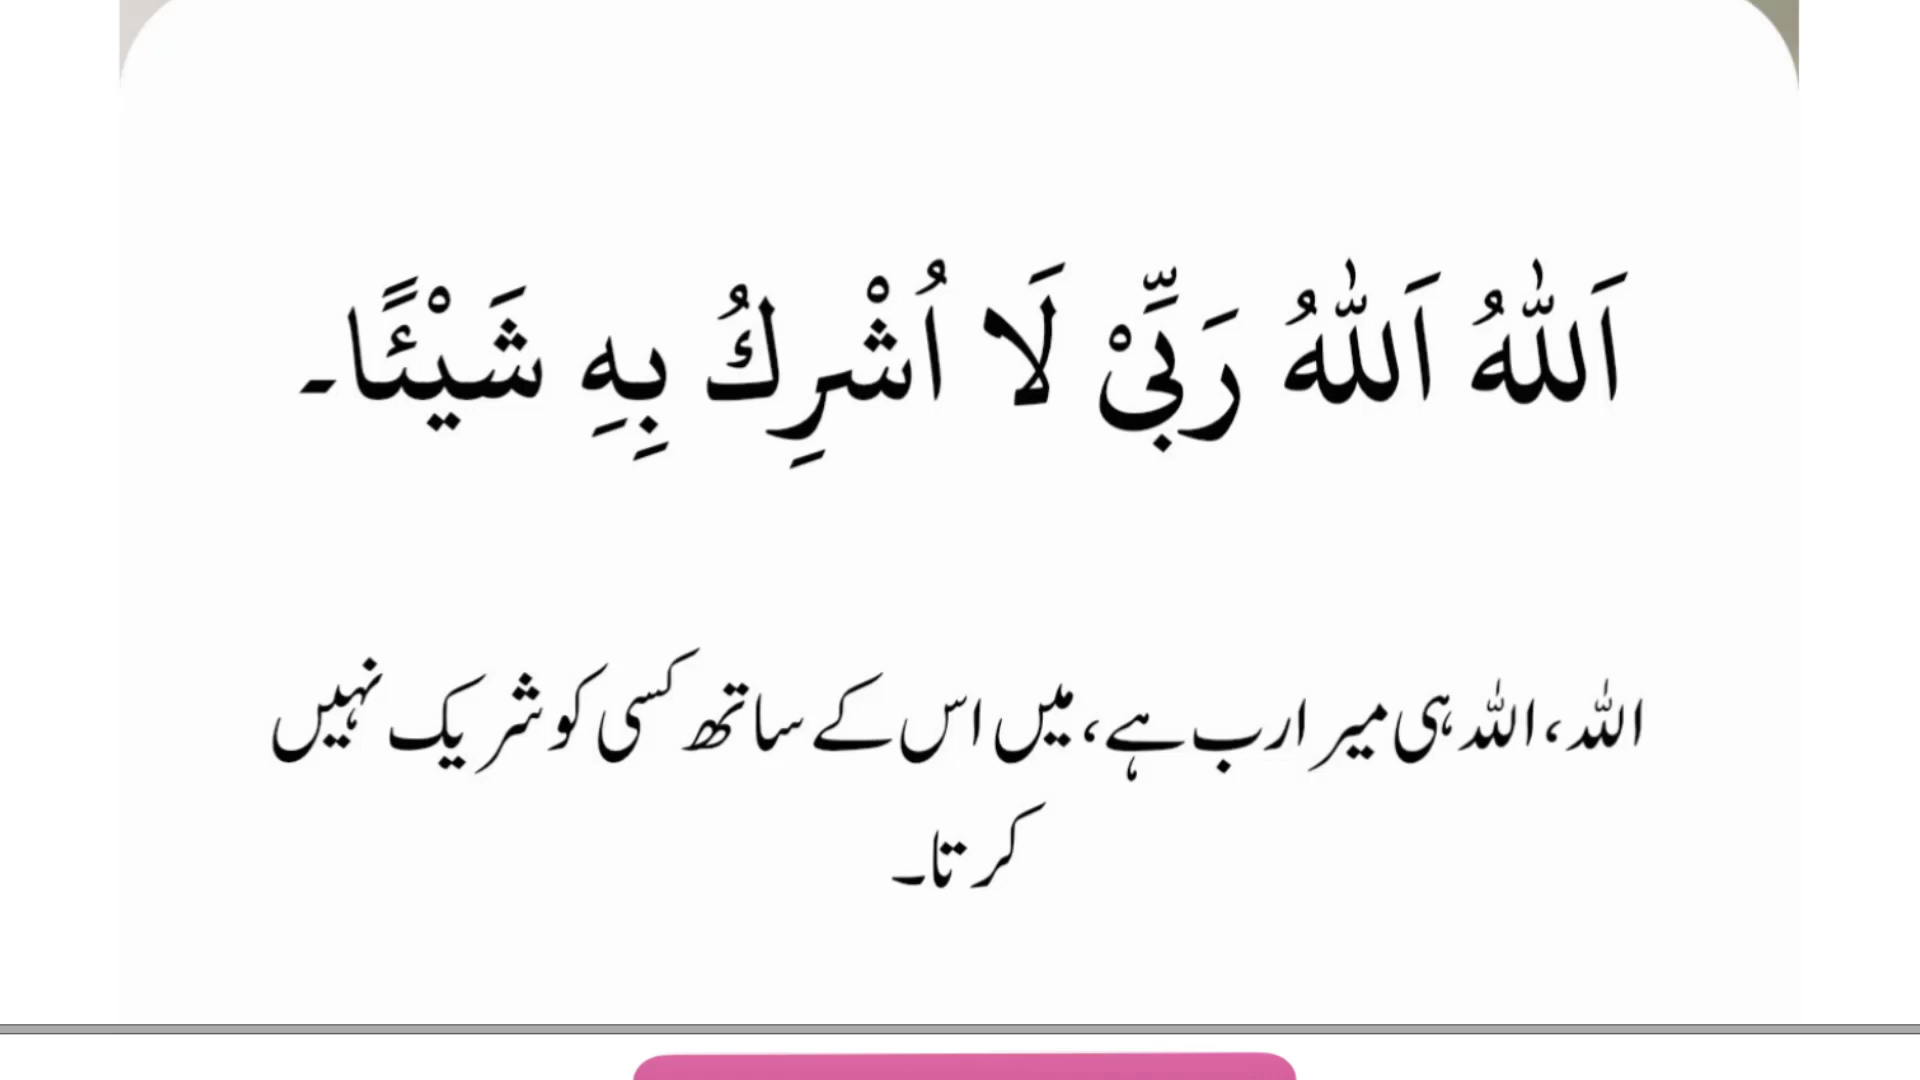 اَللّٰهُ اَللّٰهُ رَبِّیْ لَا اُشْرِكُ بِهِ شَيْئًا۔
اللہ، اللہ ہی میرا رب ہے، میں اس کے ساتھ کسی کو شریک نہیں
کرتا۔